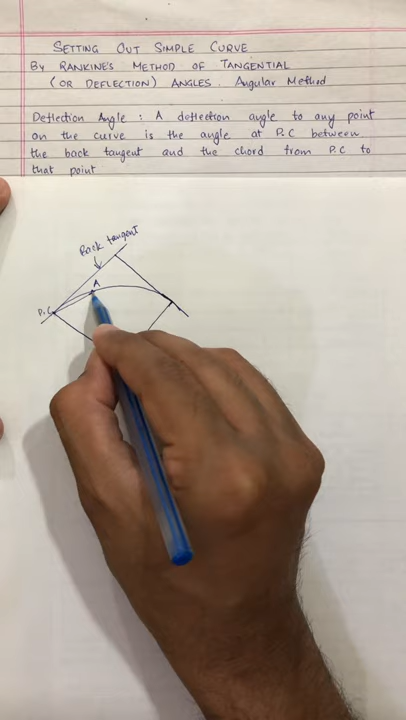 SETTING OUT SIMPLE CURVE
BY RANKINE'S METHOD OF TANGENTIAL
(OR DEFLECTION) ANGLES. Angular Method
Deflection Angle : A deflection angle to any point
on the curve is the angle at P.C between
the back tangent and the chord from P.C to
that point
Back tangent
A
P.C